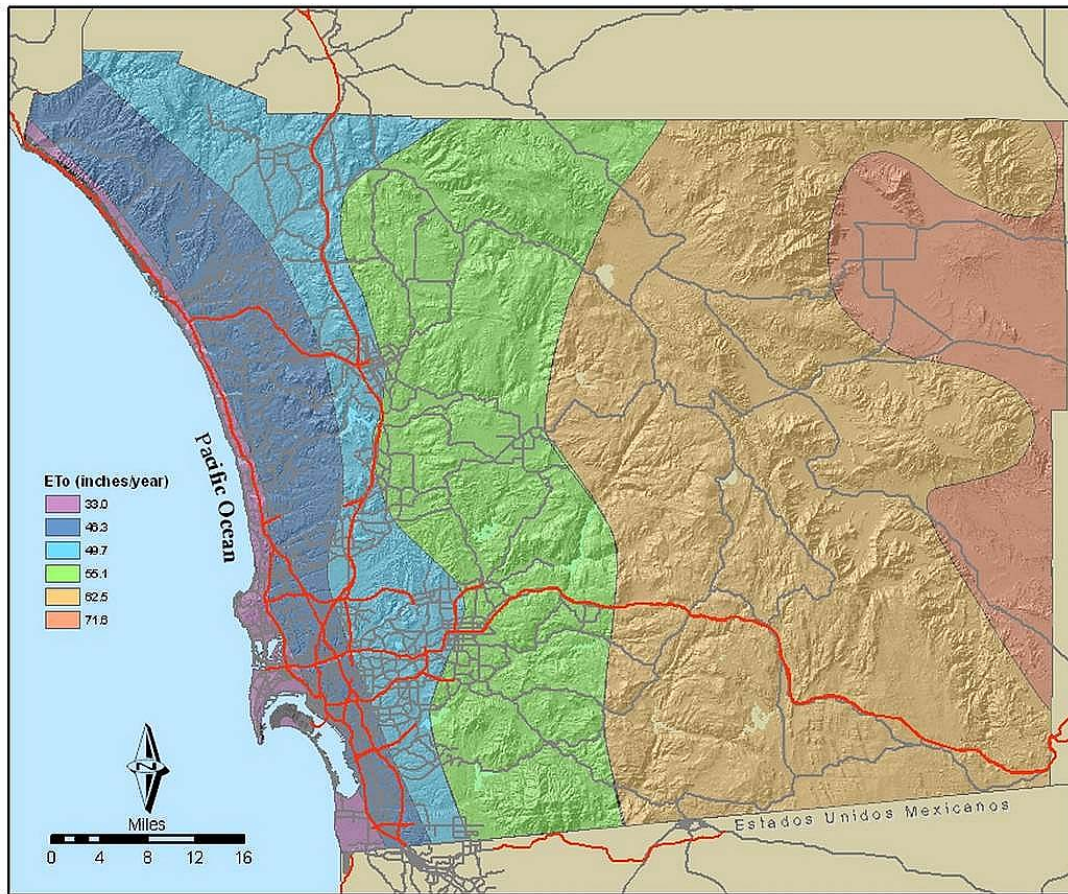 Pacific Ocean
ETo (inches/year)
33.0
46.3
49.7
55.1
62.5
71.6
N
Miles
0 4 8 12 16
Estados Unidos Mexicanos